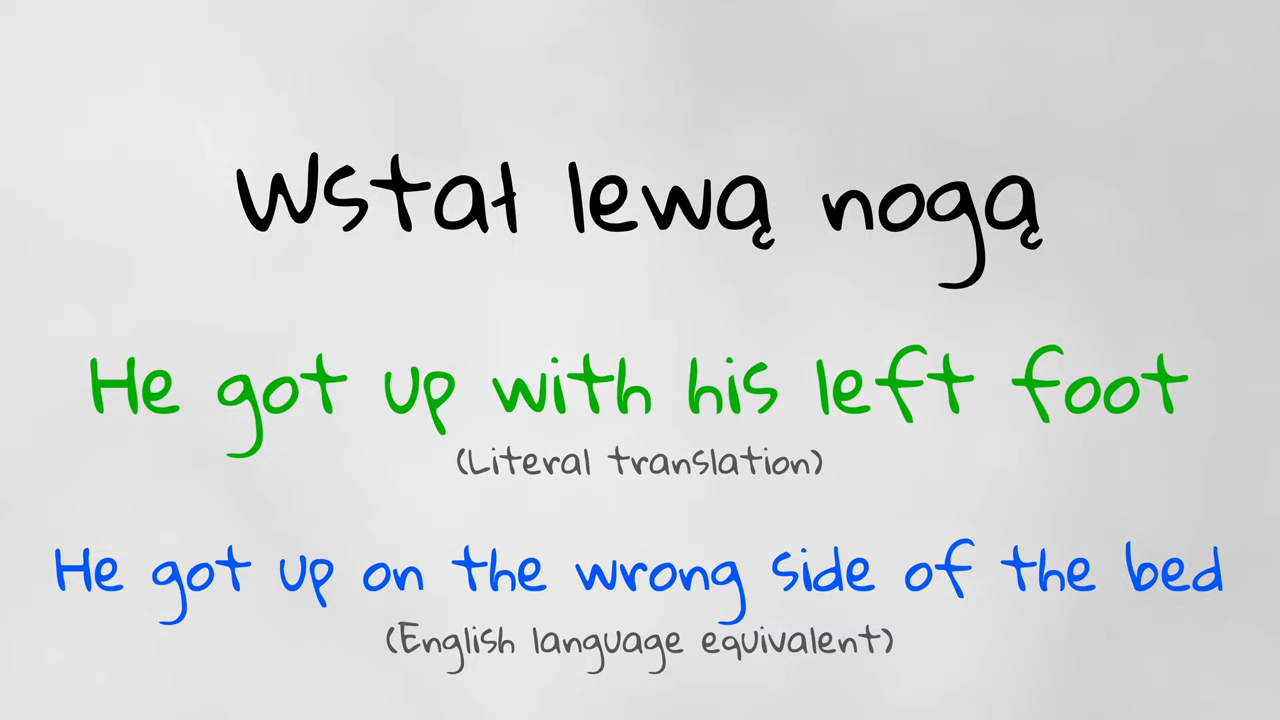 Wstał lewą nogą
He got up with his left foot
(Literal translation)
He got up on the wrong side of the bed
(English language equivalent)